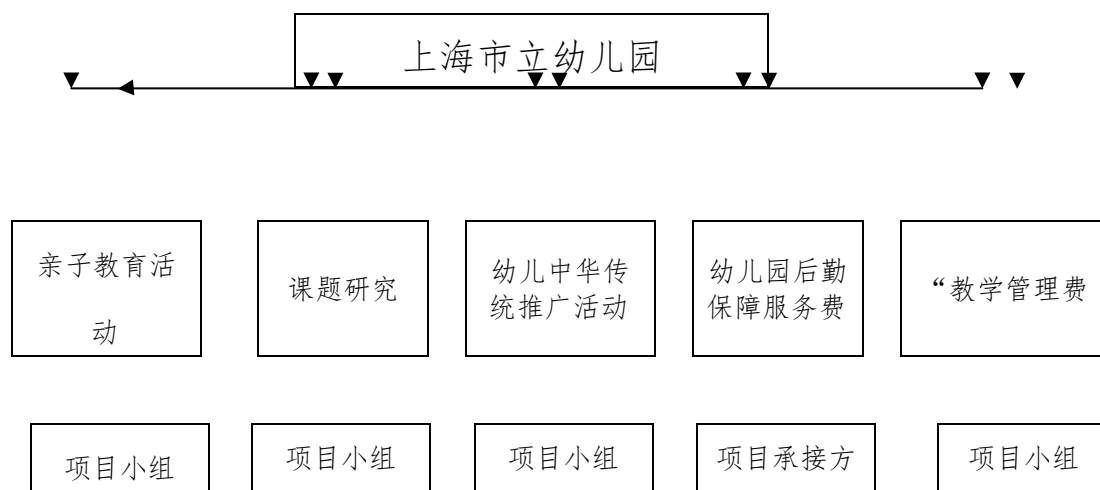 上海市立幼儿园
亲子教育活
动
课题研究
幼儿中华传
统推广活动
幼儿园后勤
保障服务费
“教学管理费
项目小组
项目小组
项目小组
项目承接方
项目小组